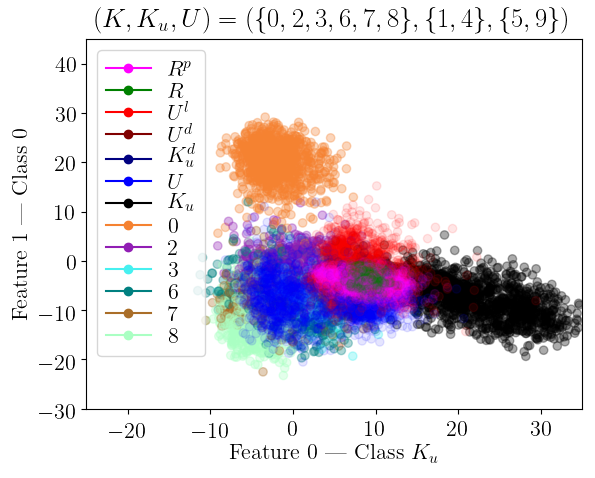 (K, K_u, U) = ({0, 2, 3, 6, 7, 8}, {1, 4}, {5, 9})
Feature 1 — Class 0
40
30
20
10
0
−10
−20
−30
R^p
R
U^l
U^d
K_u^d
U
K_u
0
2
3
6
7
8
−20
−10
0
10
20
30
Feature 0 — Class K_u